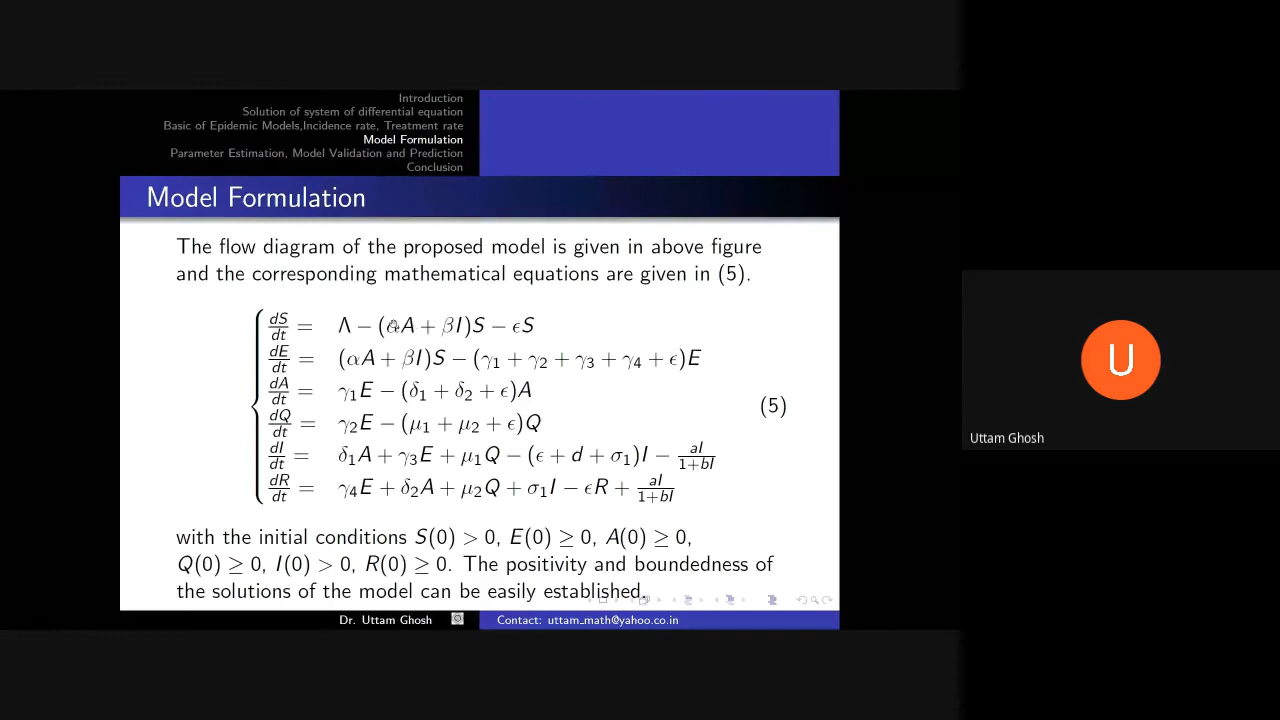 Introduction
Solution of system of differential equation
Basic of Epidemic Models,Incidence rate, Treatment rate
Model Formulation
Parameter Estimation, Model Validation and Prediction
Conclusion
Model Formulation
The flow diagram of the proposed model is given in above figure
and the corresponding mathematical equations are given in (5).
dS/dt = Λ − (αA + βI)S − ϵS
dE/dt = (αA + βI)S − (γ₁ + γ₂ + γ₃ + γ₄ + ϵ)E
dA/dt = γ₁E − (δ₁ + δ₂ + ϵ)A
dQ/dt = γ₂E − (μ₁ + μ₂ + ϵ)Q
dI/dt = δ₁A + γ₃E + μ₁Q − (ϵ + d + σ₁)I − aI/1+bI
dR/dt = γ₄E + δ₂A + μ₂Q + σ₁I − ϵR + aI/1+bI
(5)
with the initial conditions S(0) > 0, E(0) ≥ 0, A(0) ≥ 0,
Q(0) ≥ 0, I(0) > 0, R(0) ≥ 0. The positivity and boundedness of
the solutions of the model can be easily established.
Dr. Uttam Ghosh
Contact: uttam_math@yahoo.co.in
U
Uttam Ghosh